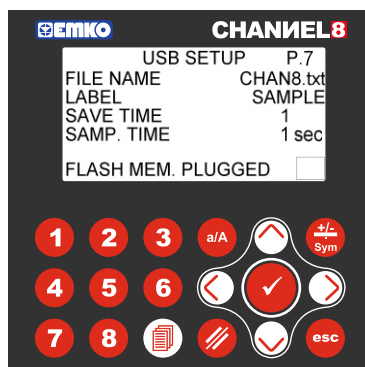 EMKO CHANNEL8
USB SETUP P.7
FILE NAME CHAN8.txt
LABEL SAMPLE
SAVE TIME 1
SAMP. TIME 1 sec
FLASH MEM. PLUGGED
1 2 3 a/A +/- Sym
4 5 6
7 8 esc